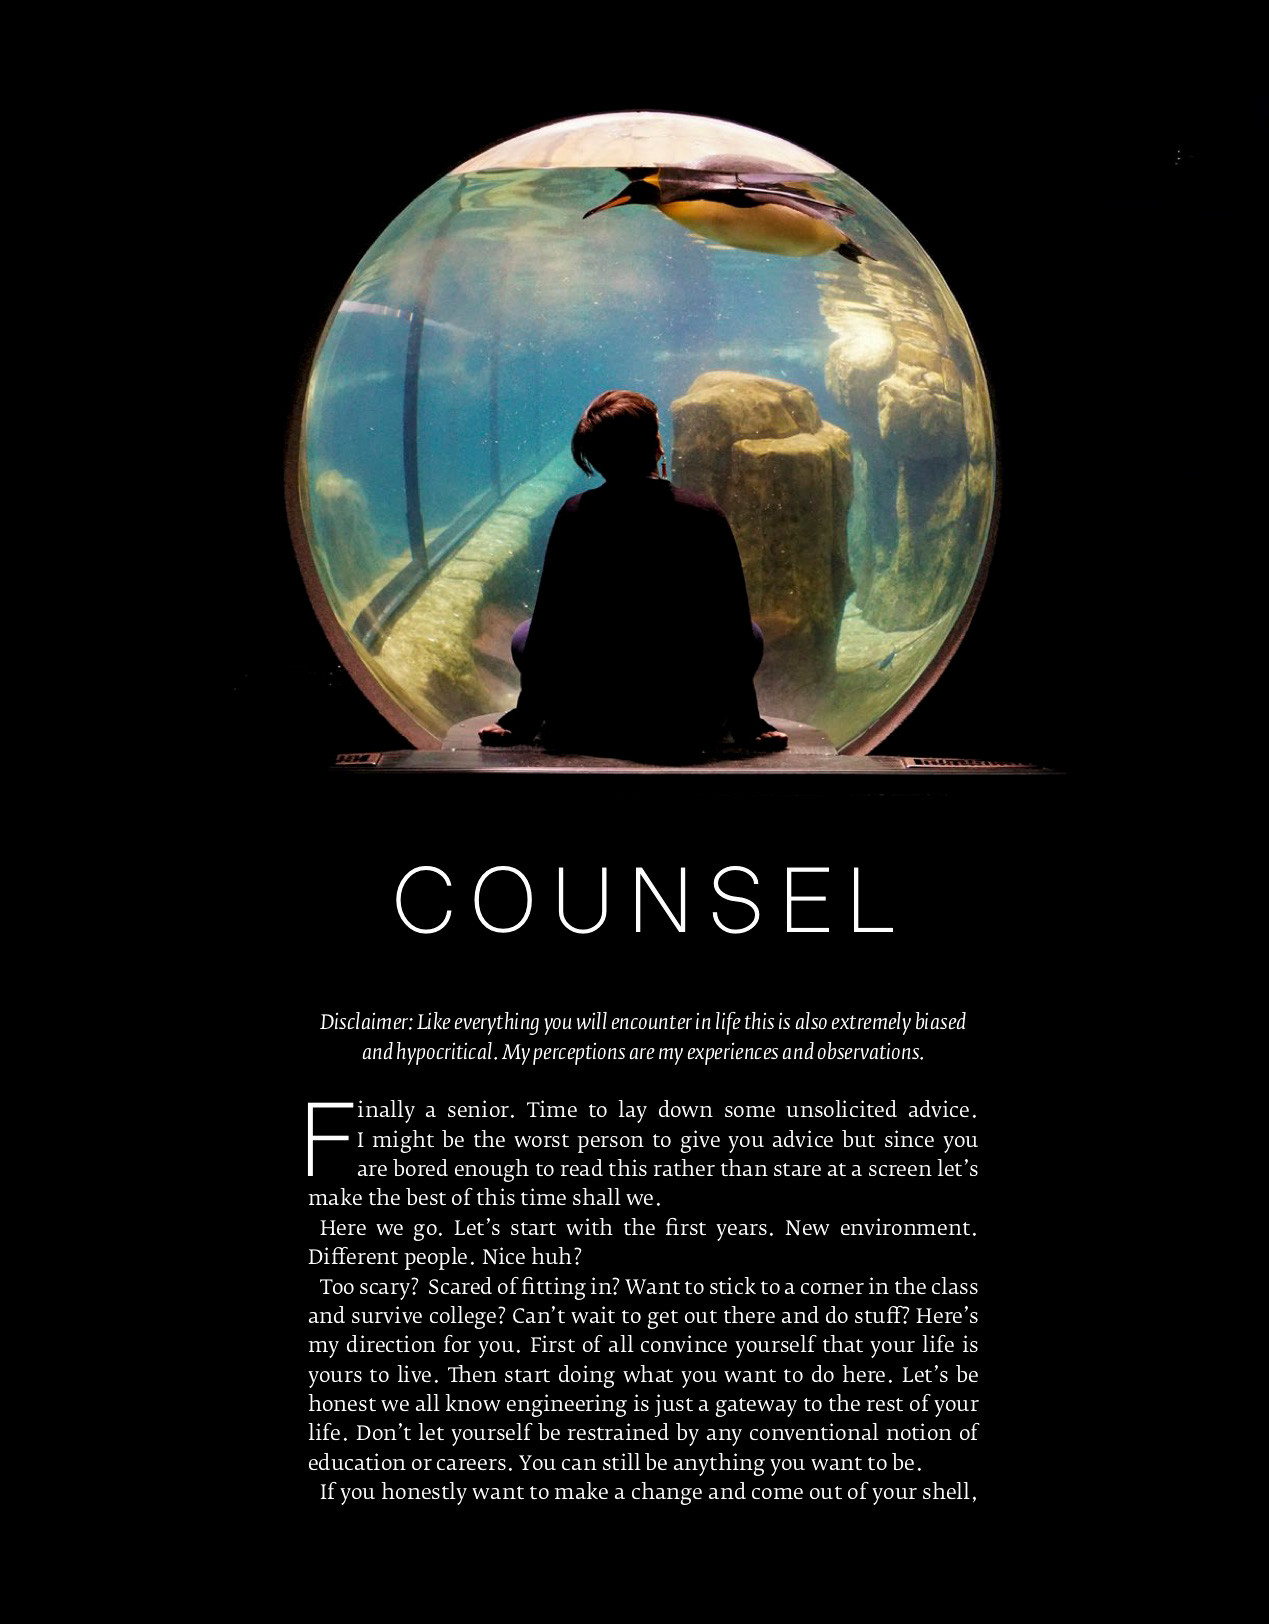 COUNSEL
Disclaimer: Like everything you will encounter in life this is also extremely biased
and hypocritical. My perceptions are my experiences and observations.
Finally a senior. Time to lay down some unsolicited advice.
I might be the worst person to give you advice but since you
are bored enough to read this rather than stare at a screen let’s
make the best of this time shall we.
Here we go. Let’s start with the first years. New environment.
Different people. Nice huh?
Too scary? Scared of fitting in? Want to stick to a corner in the class
and survive college? Can’t wait to get out there and do stuff? Here’s
my direction for you. First of all convince yourself that your life is
yours to live. Then start doing what you want to do here. Let’s be
honest we all know engineering is just a gateway to the rest of your
life. Don’t let yourself be restrained by any conventional notion of
education or careers. You can still be anything you want to be.
If you honestly want to make a change and come out of your shell,